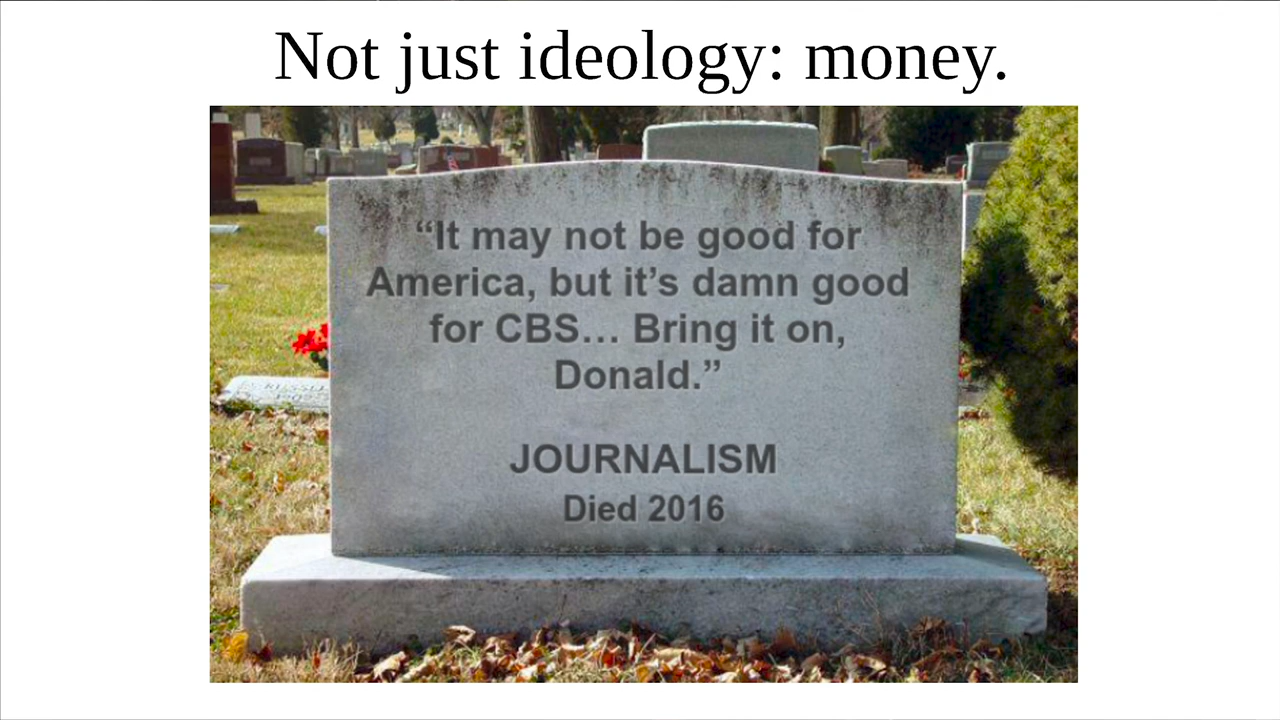 Not just ideology: money.
“It may not be good for
America, but it’s damn good
for CBS… Bring it on,
Donald.”
JOURNALISM
Died 2016